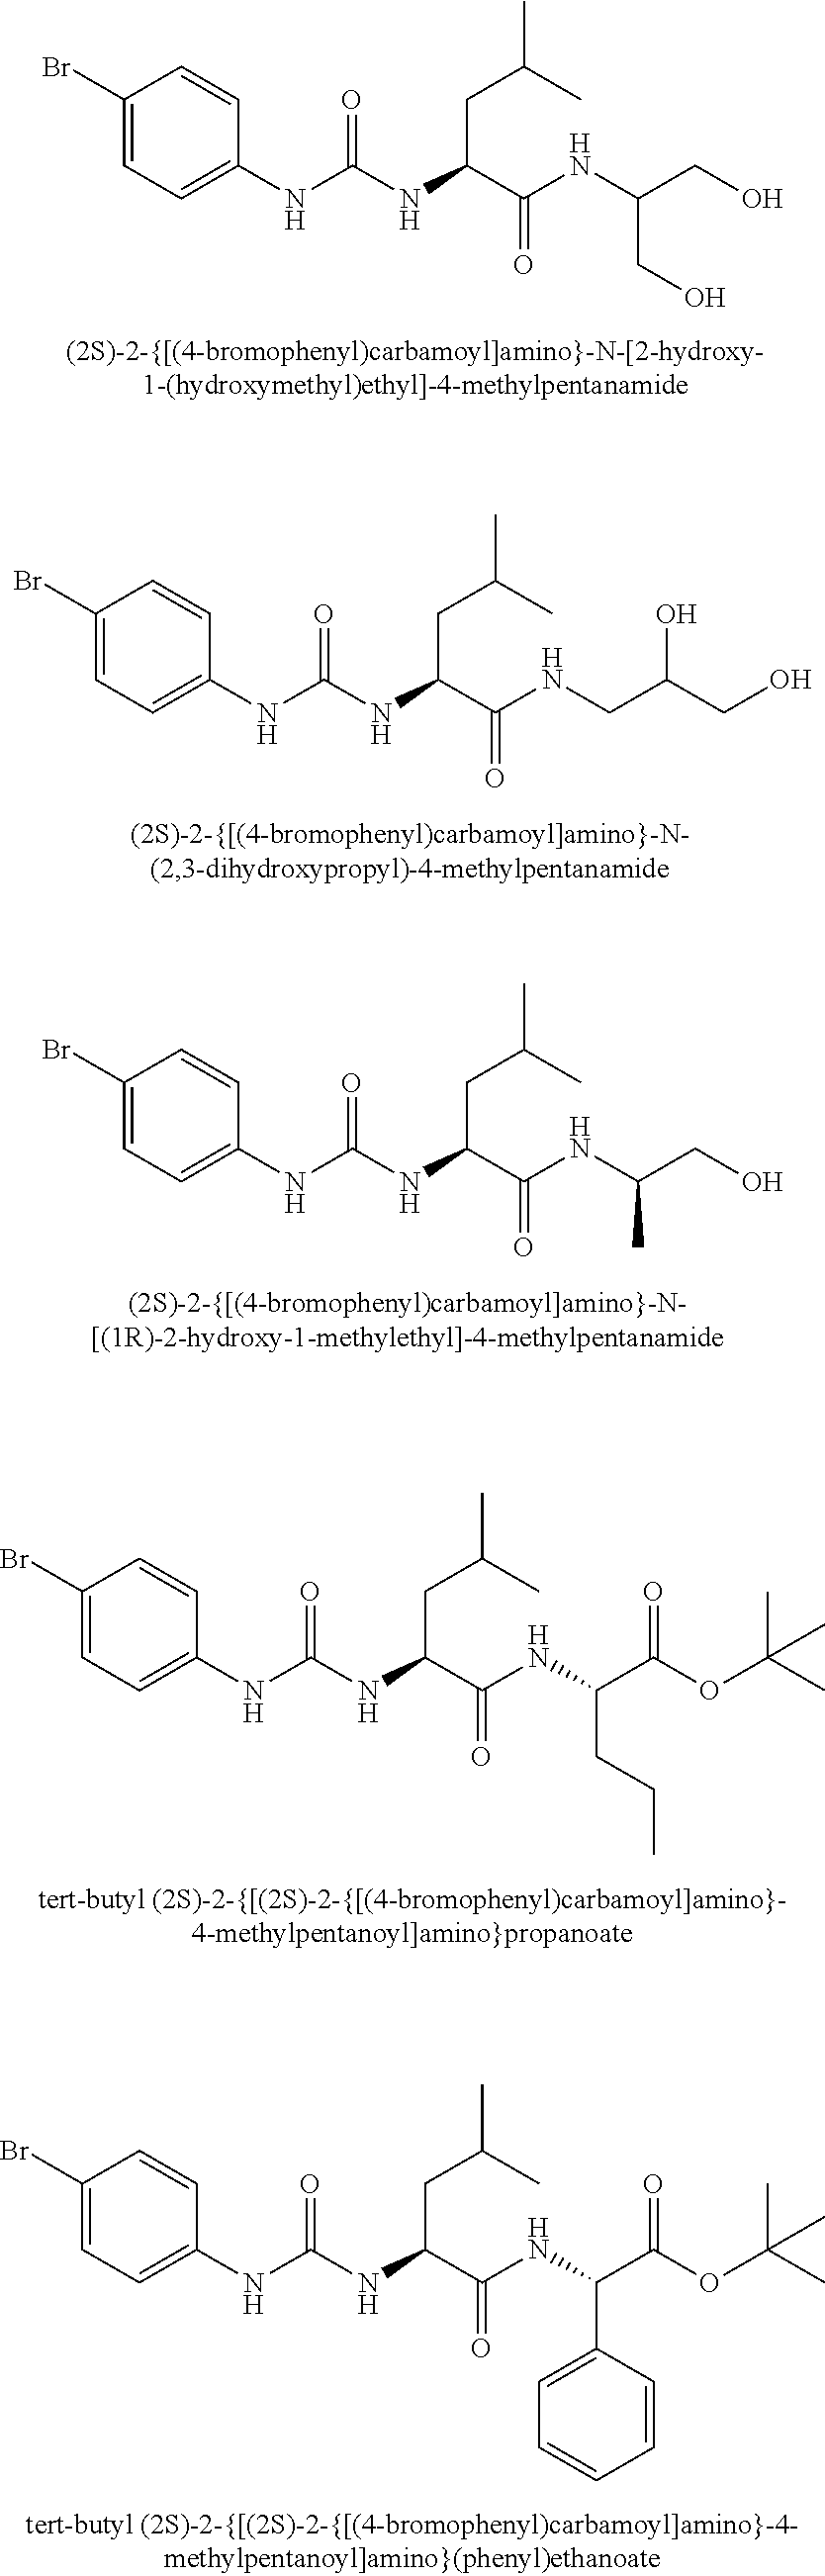 Br
O
H
N
N
H
N
H
O
OH
OH
(2S)-2-{[(4-bromophenyl)carbamoyl]amino}-N-[2-hydroxy-
1-(hydroxymethyl)ethyl]-4-methylpentanamide
Br
O
OH
H
N
OH
N
H
N
H
O
(2S)-2-{[(4-bromophenyl)carbamoyl]amino}-N-
(2,3-dihydroxypropyl)-4-methylpentanamide
Br
O
H
N
N
H
N
H
OH
O
(2S)-2-{[(4-bromophenyl)carbamoyl]amino}-N-
[(1R)-2-hydroxy-1-methylethyl]-4-methylpentanamide
Br
O
O
H
N
N
H
N
H
O
O
tert-butyl (2S)-2-{[(2S)-2-{[(4-bromophenyl)carbamoyl]amino}-
4-methylpentanoyl]amino}propanoate
Br
O
O
H
N
N
H
N
H
O
O
tert-butyl (2S)-2-{[(2S)-2-{[(4-bromophenyl)carbamoyl]amino}-4-
methylpentanoyl]amino}(phenyl)ethanoate